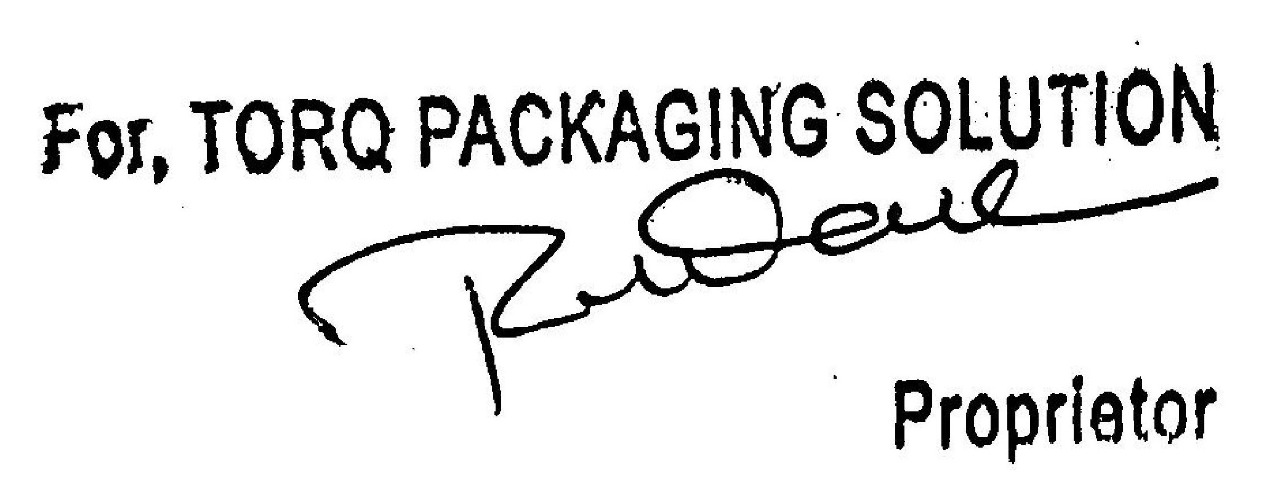 For, TORQ PACKAGING SOLUTION
Proprietor